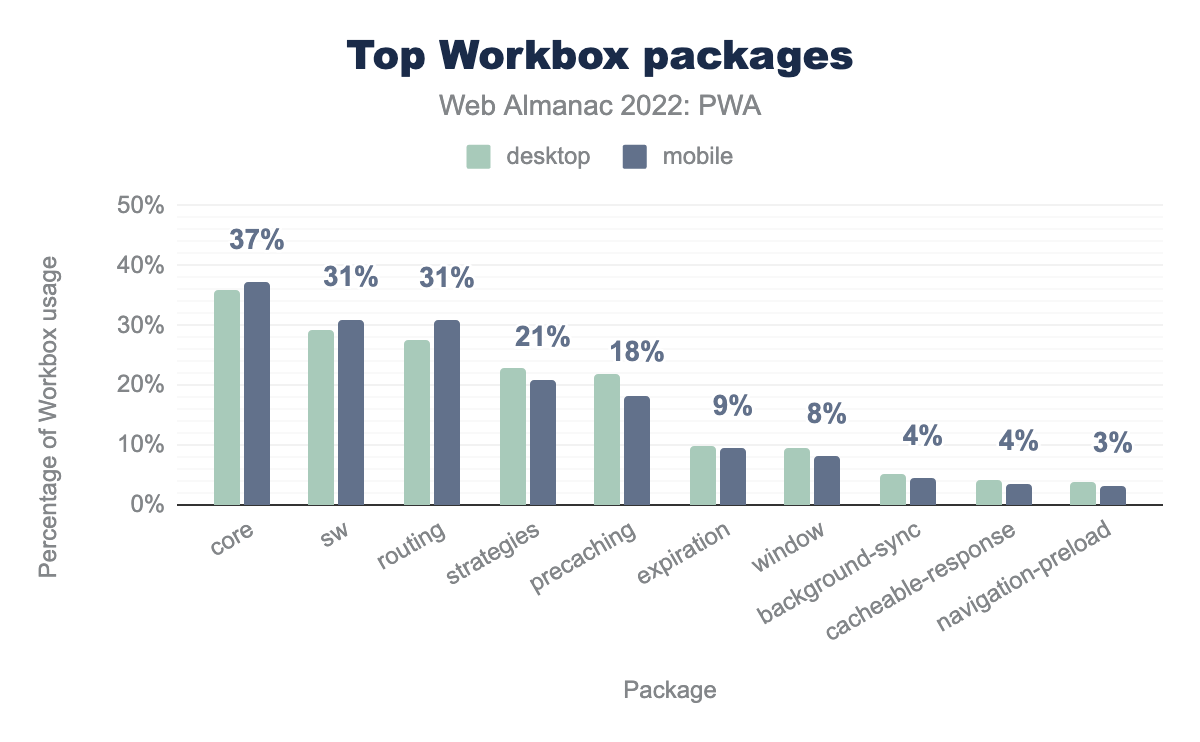 Top Workbox packages
Web Almanac 2022: PWA
desktop
mobile
Percentage of Workbox usage
50%
40%
30%
20%
10%
0%
37%
31%
31%
21%
18%
9%
8%
4%
4%
3%
core
sw
routing
strategies
precaching
expiration
window
background-sync
cacheable-response
navigation-preload
Package